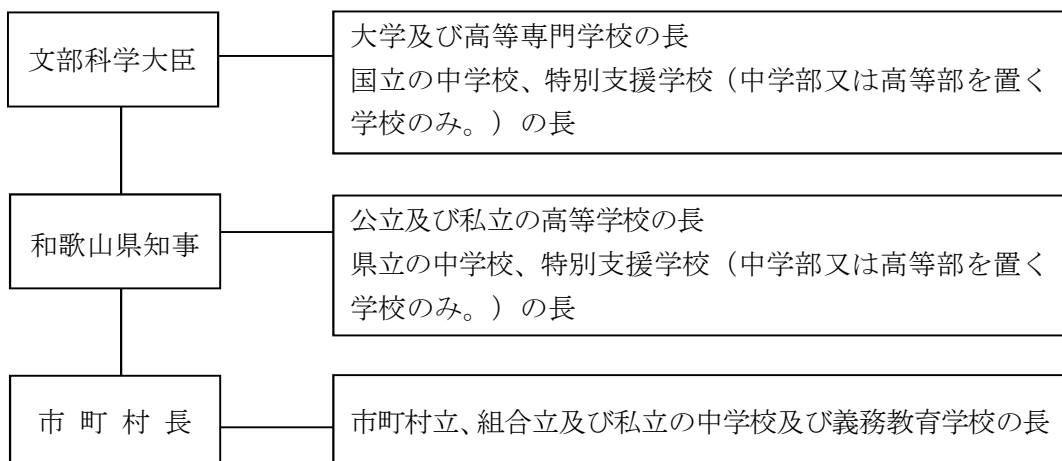 文部科学大臣
大学及び高等専門学校の長
国立の中学校、特別支援学校（中学部又は高等部を置く
学校のみ。）の長
和歌山県知事
公立及び私立の高等学校の長
県立の中学校、特別支援学校（中学部又は高等部を置く
学校のみ。）の長
市 町 村 長
市町村立、組合立及び私立の中学校及び義務教育学校の長